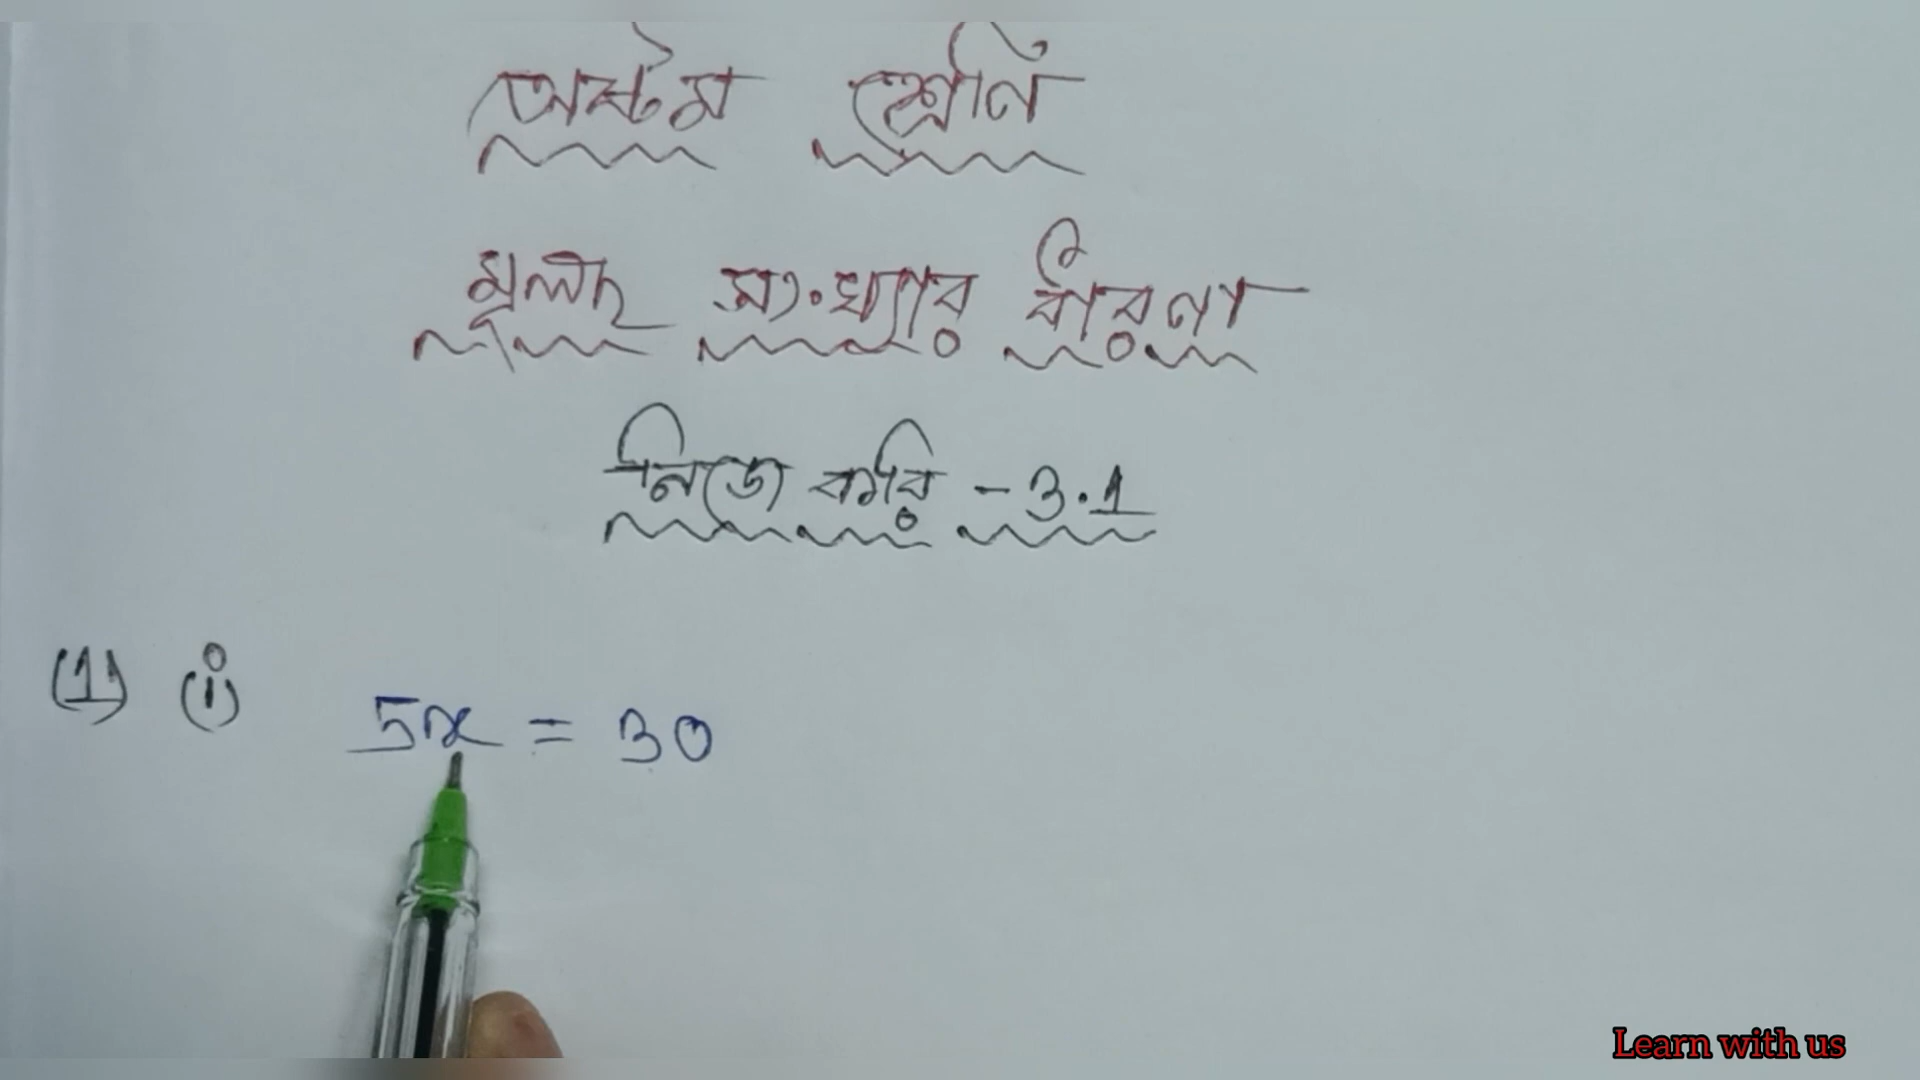 অষ্টম শ্রেণি
মূলদ সংখ্যার ধারণা
নিজে করি - 3.1
(1) (i) 5x = 30
Learn with us